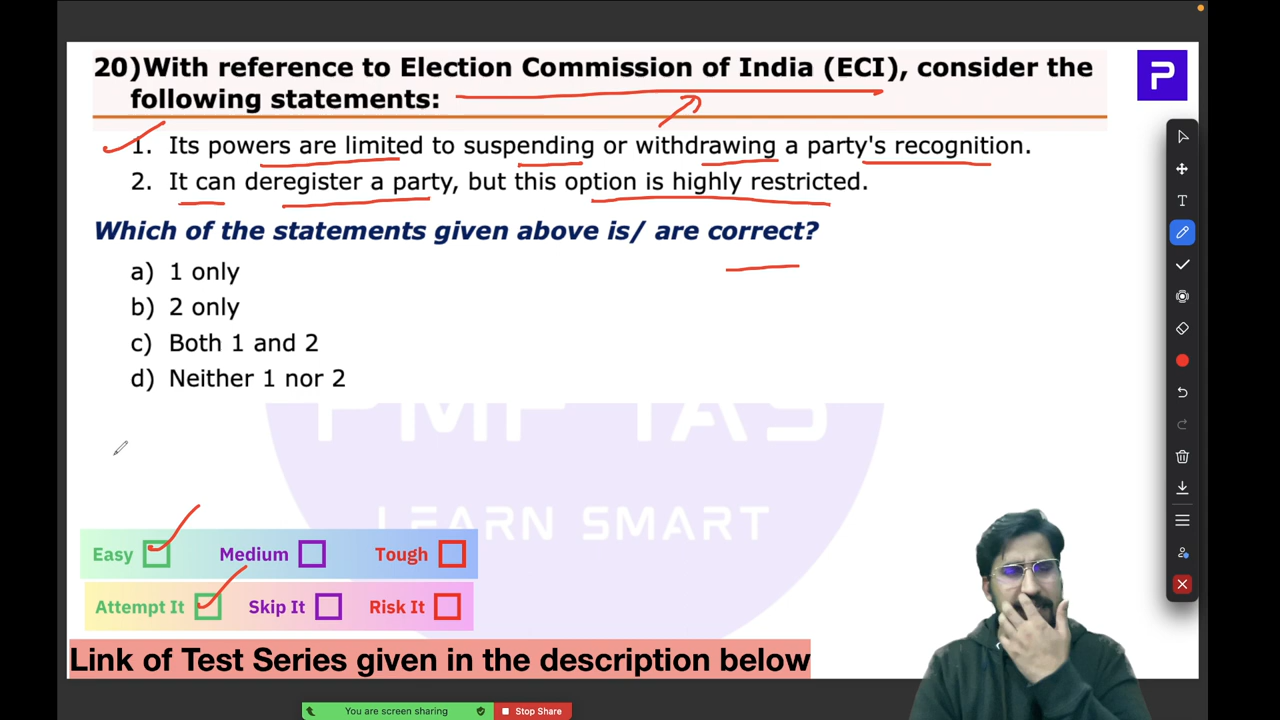 20)With reference to Election Commission of India (ECI), consider the
following statements:
1. Its powers are limited to suspending or withdrawing a party's recognition.
2. It can deregister a party, but this option is highly restricted.
Which of the statements given above is/ are correct?
a) 1 only
b) 2 only
c) Both 1 and 2
d) Neither 1 nor 2
PMF IAS
LEARN SMART
Easy Medium Tough
Attempt It Skip It Risk It
Link of Test Series given in the description below
You are screen sharing Stop Share
P
T